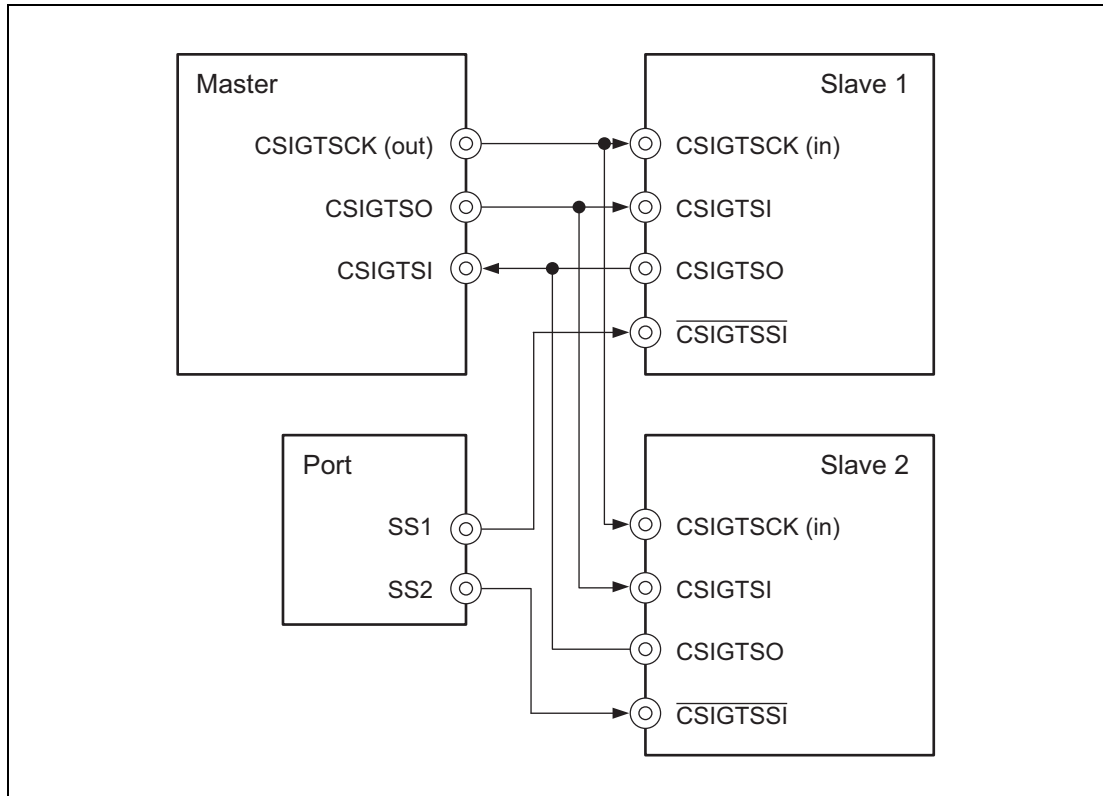 Master
CSIGTSCK (out)
CSIGTSO
CSIGTSI
Slave 1
CSIGTSCK (in)
CSIGTSI
CSIGTSO
CSIGTSSI
Port
SS1
SS2
Slave 2
CSIGTSCK (in)
CSIGTSI
CSIGTSO
CSIGTSSI